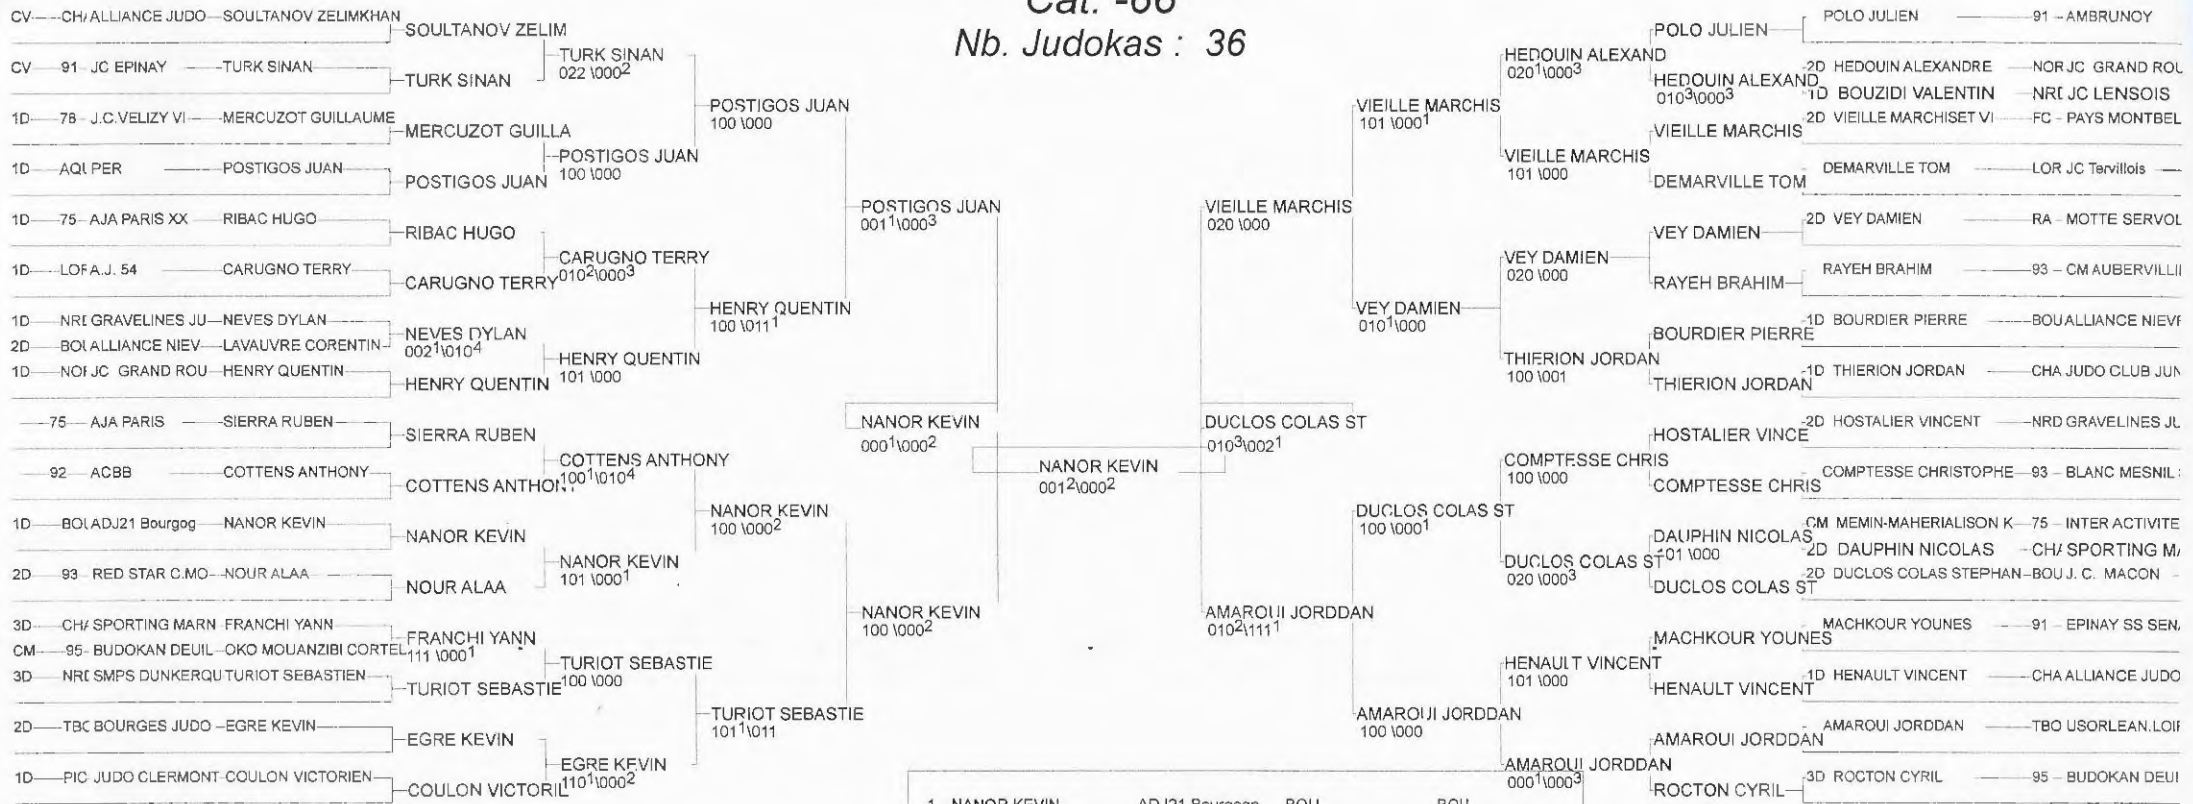 Cat. -66
Nb. Judokas : 36
CV CH/ ALLIANCE JUDO SOULTANOV ZELIMKHAN
CV 91 JC EPINAY TURK SINAN
1D 78 J.C.VELIZY VI MERCUZOT GUILLAUME
1D AQU PER POSTIGOS JUAN
1D 75 AJA PARIS XX RIBAC HUGO
1D LOR A.J. 54 CARUGNO TERRY
1D NRD GRAVELINES JU NEVES DYLAN
2D BOU ALLIANCE NIEV LAVAUVRE CORENTIN
1D NOR JC GRAND ROU HENRY QUENTIN
75 AJA PARIS SIERRA RUBEN
92 ACBB COTTENS ANTHONY
1D BOU ADJ21 Bourgog NANOR KEVIN
2D 93 RED STAR C.MO NOUR ALAA
3D CH/ SPORTING MARN FRANCHI YANN
CM 95 BUDOKAN DEUIL OKO MOUANZIBI CORTEL
3D NRD SMPS DUNKERQU TURIOT SEBASTIEN
2D TBO BOURGES JUDO EGRE KEVIN
1D PIC JUDO CLERMONT COULON VICTORIEN
SOULTANOV ZELIM
TURK SINAN
MERCUZOT GUILLA
POSTIGOS JUAN
RIBAC HUGO
CARUGNO TERRY
NEVES DYLAN
002¹\010⁴
HENRY QUENTIN
SIERRA RUBEN
COTTENS ANTHONY
NANOR KEVIN
NOUR ALAA
FRANCHI YANN
111 \000¹
TURIOT SEBASTIE
EGRE KEVIN
COULON VICTORI
TURK SINAN
022 \000²
POSTIGOS JUAN
100 \000
CARUGNO TERRY
010²\000³
HENRY QUENTIN
101 \000
COTTENS ANTHONY
100¹\010⁴
NANOR KEVIN
101 \000¹
TURIOT SEBASTIE
100 \000
EGRE KEVIN
110¹\000²
POSTIGOS JUAN
100 \000
HENRY QUENTIN
100 \011¹
NANOR KEVIN
100 \000²
TURIOT SEBASTIE
101¹\011
POSTIGOS JUAN
001¹\000³
NANOR KEVIN
100 \000²
NANOR KEVIN
000¹\000²
NANOR KEVIN
001²\000²
DUCLOS COLAS ST
010³\002¹
VIEILLE MARCHIS
020 \000
AMAROUI JORDDAN
010²\111¹
VIEILLE MARCHIS
101 \000¹
VEY DAMIEN
010¹\000
DUCLOS COLAS ST
100 \000¹
AMAROUI JORDDAN
100 \000
HEDOUIN ALEXAND
020¹\000³
VIEILLE MARCHIS
101 \000
VEY DAMIEN
020 \000
THIERION JORDAN
100 \001
COMPTESSE CHRIS
100 \000
DUCLOS COLAS ST
020 \000³
HENAULT VINCENT
101 \000
AMAROUI JORDDAN
000¹\000³
POLO JULIEN
HEDOUIN ALEXAND
010³\000³
VIEILLE MARCHIS
DEMARVILLE TOM
VEY DAMIEN
RAYEH BRAHIM
BOURDIER PIERRE
THIERION JORDAN
HOSTALIER VINCE
COMPTESSE CHRIS
DAUPHIN NICOLAS
101 \000
DUCLOS COLAS ST
MACHKOUR YOUNES
HENAULT VINCENT
AMAROUI JORDDAN
ROCTON CYRIL
POLO JULIEN 91 AMBRUNOY
2D HEDOUIN ALEXANDRE NOR JC GRAND ROU
1D BOUZIDI VALENTIN NRD JC LENSOIS
2D VIEILLE MARCHISET VI FC PAYS MONTBEL
DEMARVILLE TOM LOR JC Tervillois
2D VEY DAMIEN RA MOTTE SERVOL
RAYEH BRAHIM 93 CM AUBERVILLI
1D BOURDIER PIERRE BOU ALLIANCE NIEV
1D THIERION JORDAN CHA JUDO CLUB JUN
2D HOSTALIER VINCENT NRD GRAVELINES JU
COMPTESSE CHRISTOPHE 93 BLANC MESNIL
CM MEMIN-MAHERIALISON K 75 INTER ACTIVITE
2D DAUPHIN NICOLAS CH/ SPORTING M
2D DUCLOS COLAS STEPHAN BOU J. C. MACON
MACHKOUR YOUNES 91 EPINAY SS SEN
1D HENAULT VINCENT CHA ALLIANCE JUDO
AMAROUI JORDDAN TBO USORLEAN.LOI
3D ROCTON CYRIL 95 BUDOKAN DEUI
1 NANOR KEVIN ADJ21 Bourgogn BOU BOU